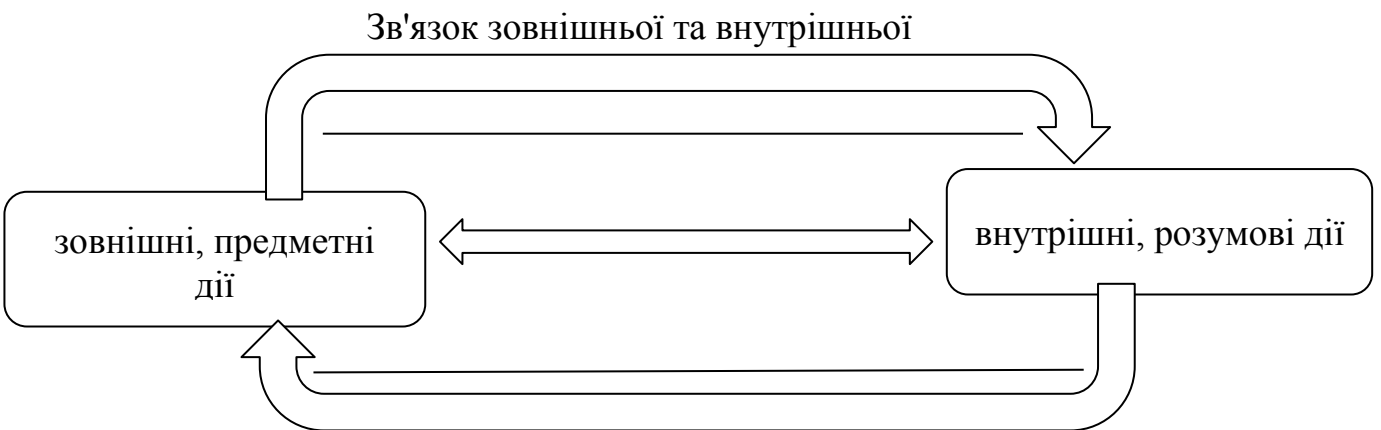 Зв'язок зовнішньої та внутрішньої
зовнішні, предметні
дії
внутрішні, розумові дії